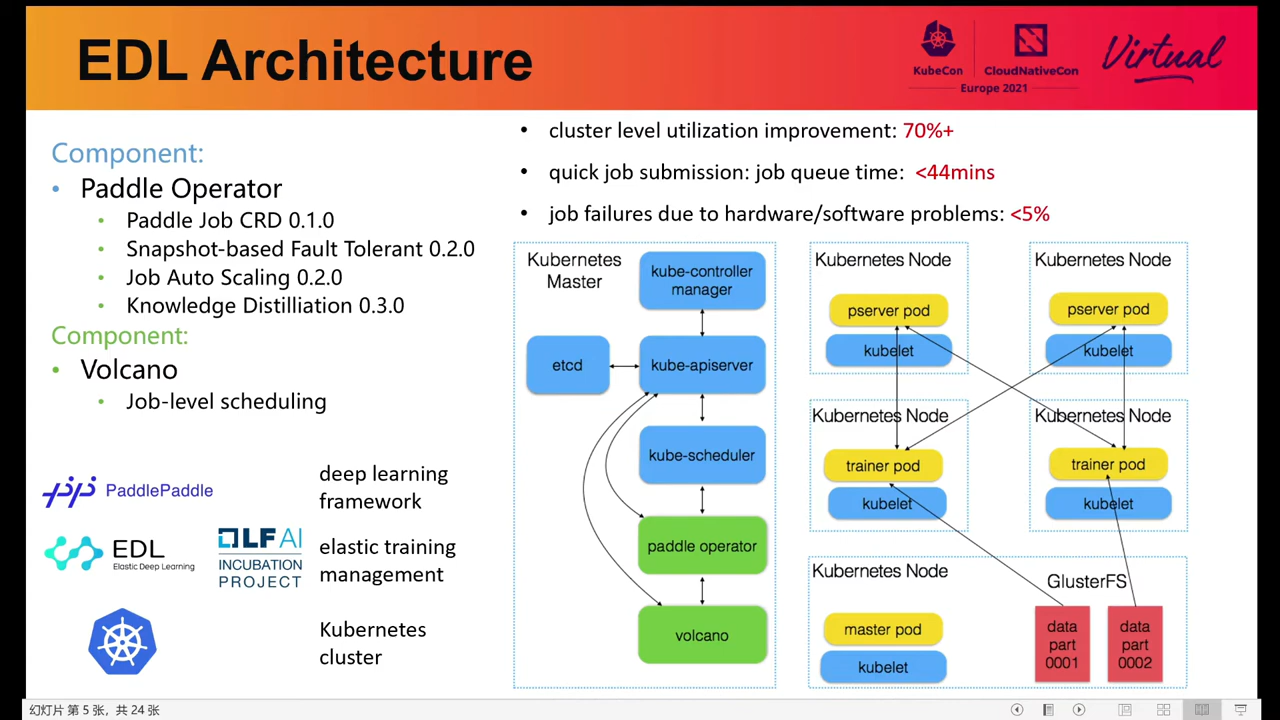 EDL Architecture
KubeCon
CloudNativeCon
Europe 2021
Virtual
Component:
• Paddle Operator
• Paddle Job CRD 0.1.0
• Snapshot-based Fault Tolerant 0.2.0
• Job Auto Scaling 0.2.0
• Knowledge Distilliation 0.3.0
Component:
• Volcano
• Job-level scheduling
PaddlePaddle
deep learning
framework
EDL
Elastic Deep Learning
LF AI
INCUBATION
PROJECT
elastic training
management
Kubernetes
cluster
• cluster level utilization improvement: 70%+
• quick job submission: job queue time: <44mins
• job failures due to hardware/software problems: <5%
Kubernetes
Master
kube-controller
manager
etcd
kube-apiserver
kube-scheduler
paddle operator
volcano
Kubernetes Node
pserver pod
kubelet
Kubernetes Node
pserver pod
kubelet
Kubernetes Node
trainer pod
kubelet
Kubernetes Node
trainer pod
kubelet
Kubernetes Node
master pod
kubelet
GlusterFS
data
part
0001
data
part
0002
幻灯片 第 5 张，共 24 张